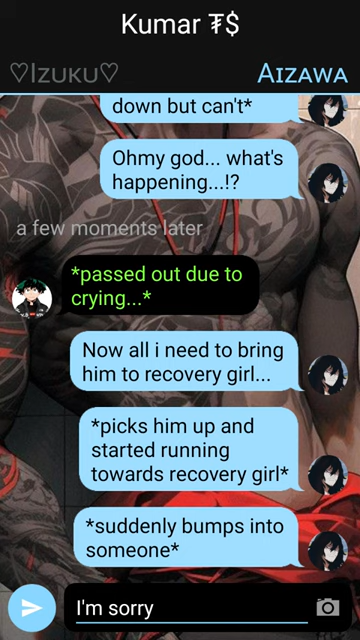 Kumar ₮$
♡Izuku♡
Aizawa
down but can't*
Ohmy god... what's
happening...!?
a few moments later
*passed out due to
crying...*
Now all i need to bring
him to recovery girl...
*picks him up and
started running
towards recovery girl*
*suddenly bumps into
someone*
I'm sorry